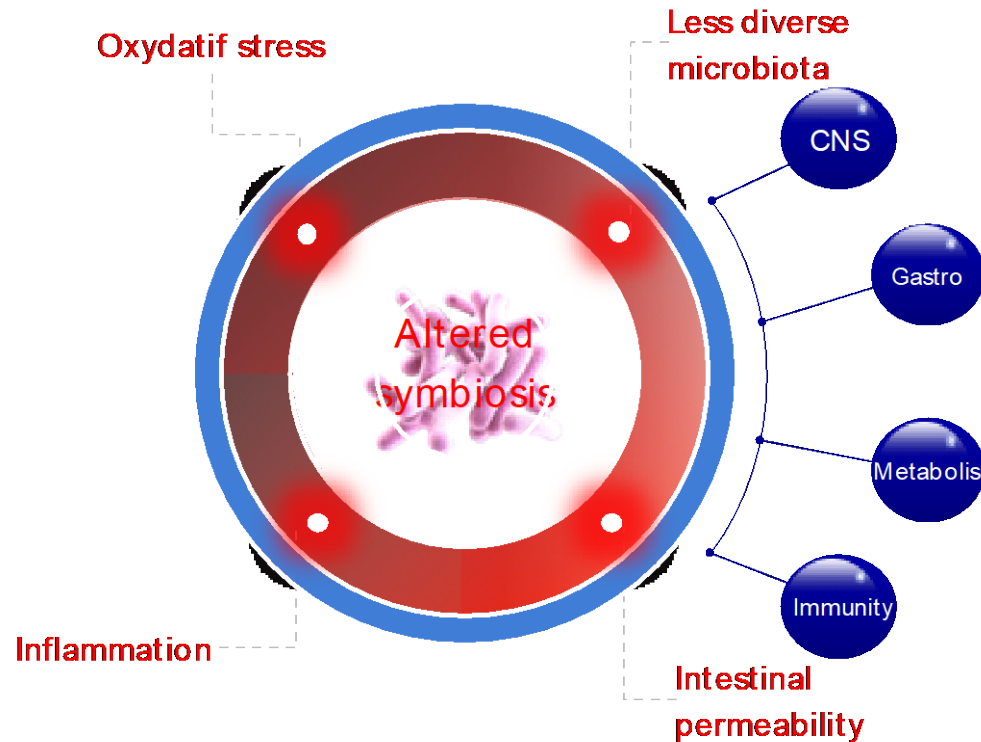 Oxydatif stress
Less diverse
microbiota
CNS
Gastro
Altered
symbiosis
Metabolis
Immunity
Inflammation
Intestinal
permeability